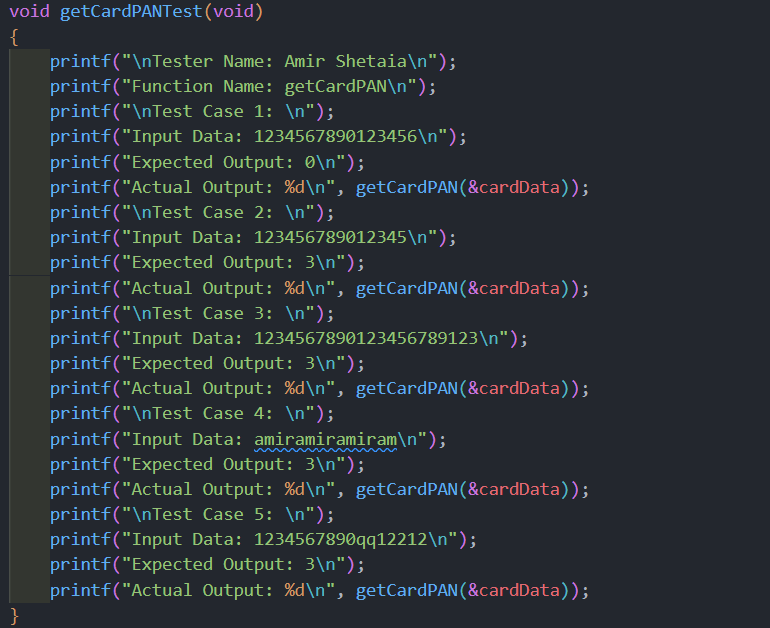 void getCardPANTest(void)
{
    printf("\nTester Name: Amir Shetaia\n");
    printf("Function Name: getCardPAN\n");
    printf("\nTest Case 1: \n");
    printf("Input Data: 1234567890123456\n");
    printf("Expected Output: 0\n");
    printf("Actual Output: %d\n", getCardPAN(&cardData));
    printf("\nTest Case 2: \n");
    printf("Input Data: 123456789012345\n");
    printf("Expected Output: 3\n");
    printf("Actual Output: %d\n", getCardPAN(&cardData));
    printf("\nTest Case 3: \n");
    printf("Input Data: 1234567890123456789123\n");
    printf("Expected Output: 3\n");
    printf("Actual Output: %d\n", getCardPAN(&cardData));
    printf("\nTest Case 4: \n");
    printf("Input Data: amiramiramiram\n");
    printf("Expected Output: 3\n");
    printf("Actual Output: %d\n", getCardPAN(&cardData));
    printf("\nTest Case 5: \n");
    printf("Input Data: 1234567890qq12212\n");
    printf("Expected Output: 3\n");
    printf("Actual Output: %d\n", getCardPAN(&cardData));
}